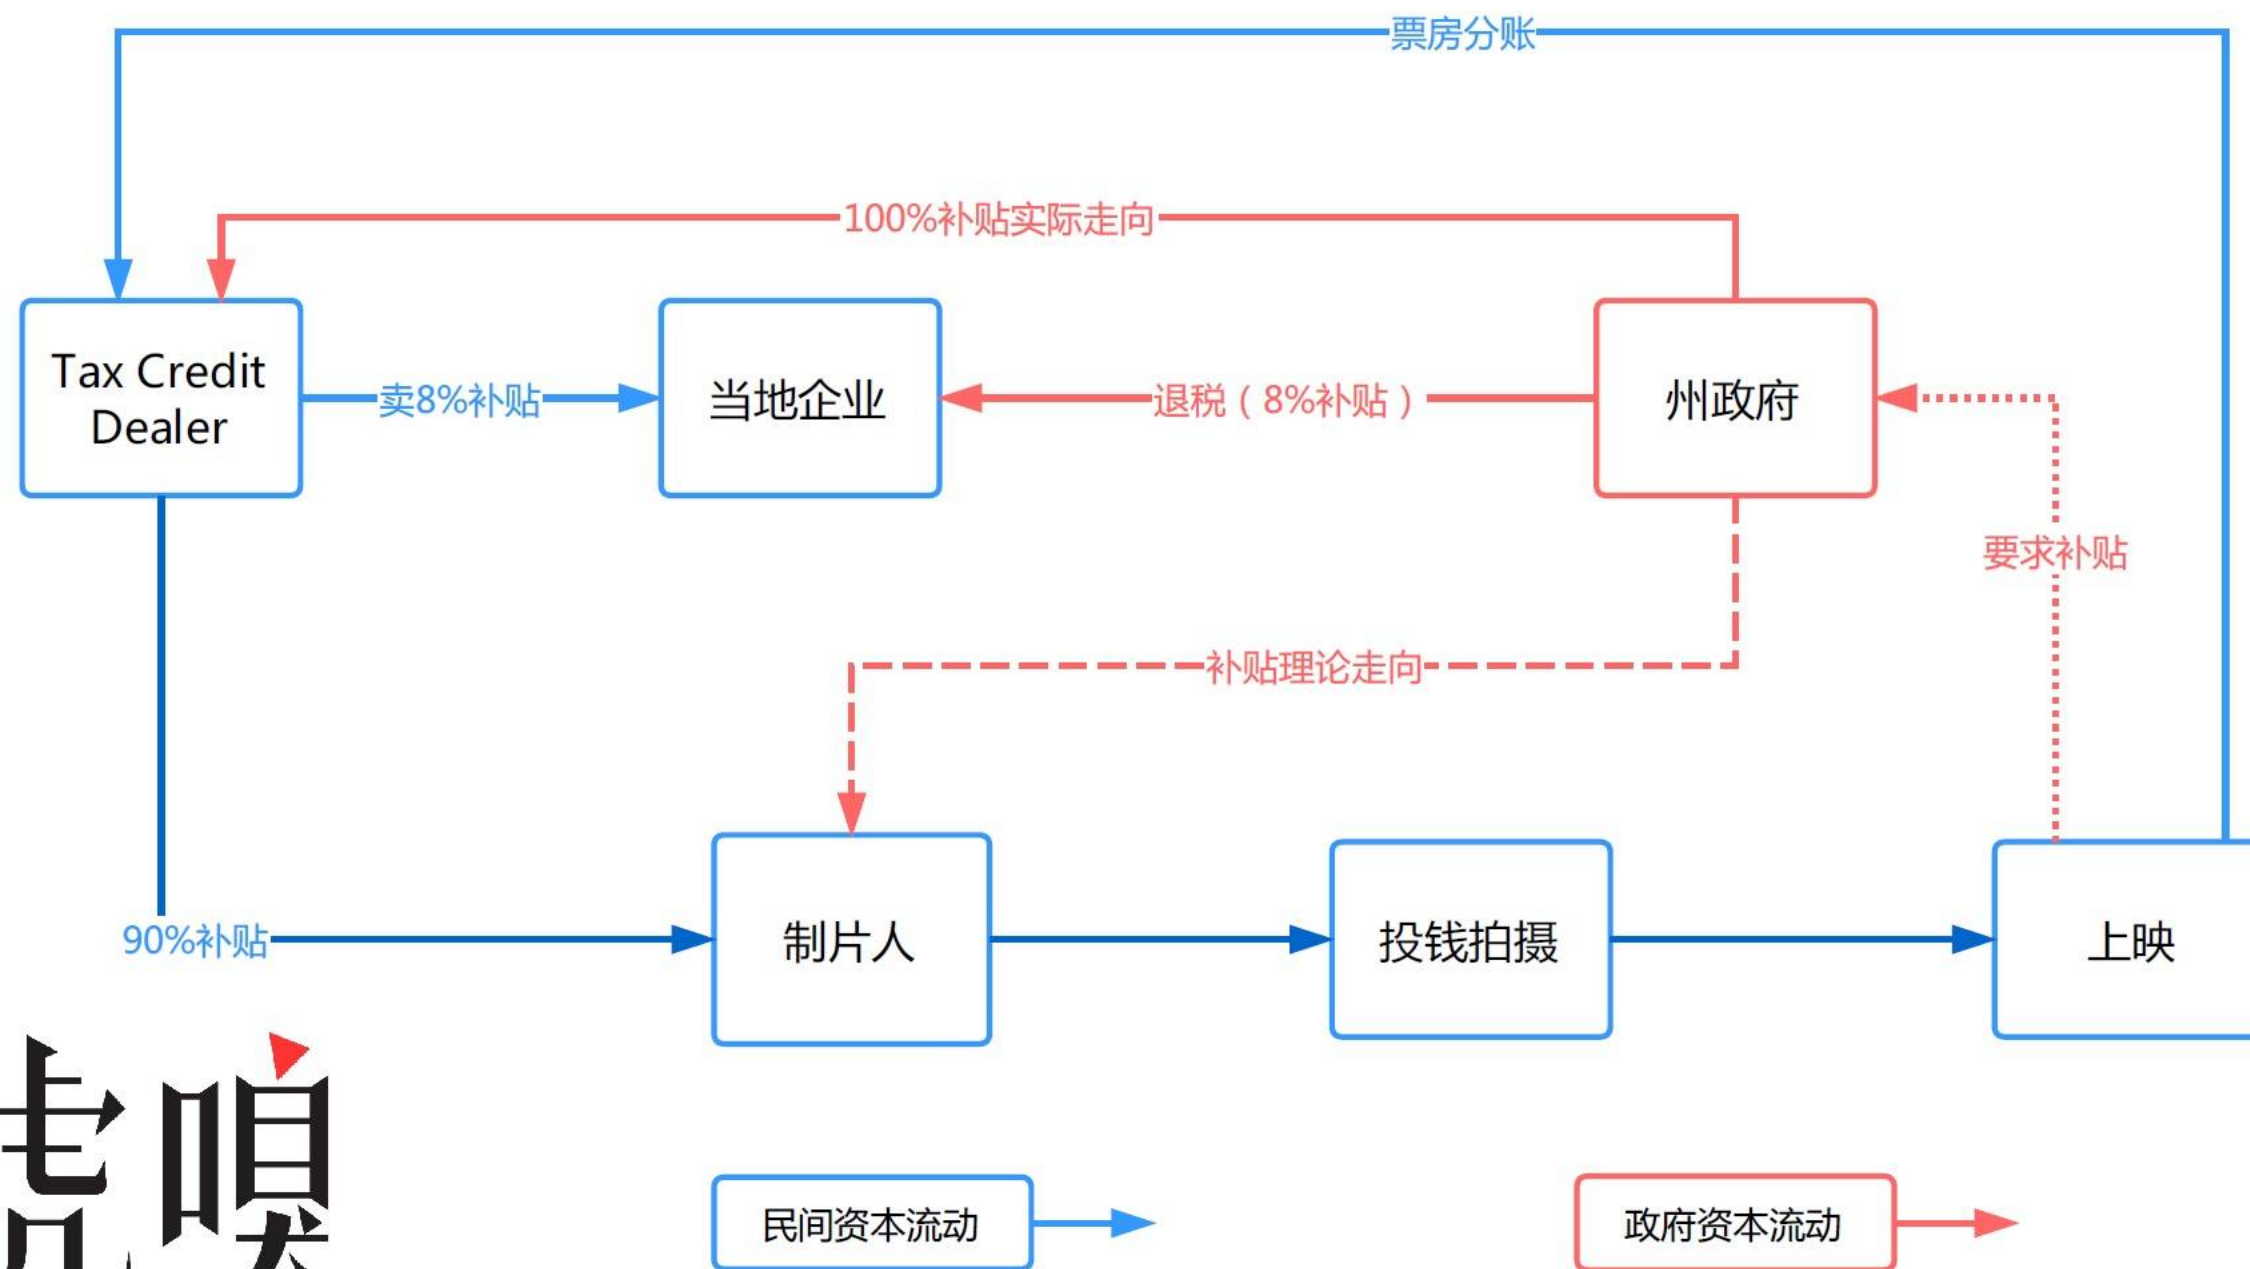 票房分账
100%补贴实际走向
Tax Credit
Dealer
卖8%补贴
当地企业
退税（8%补贴）
州政府
要求补贴
补贴理论走向
90%补贴
制片人
投钱拍摄
上映
虎嗅
民间资本流动
政府资本流动